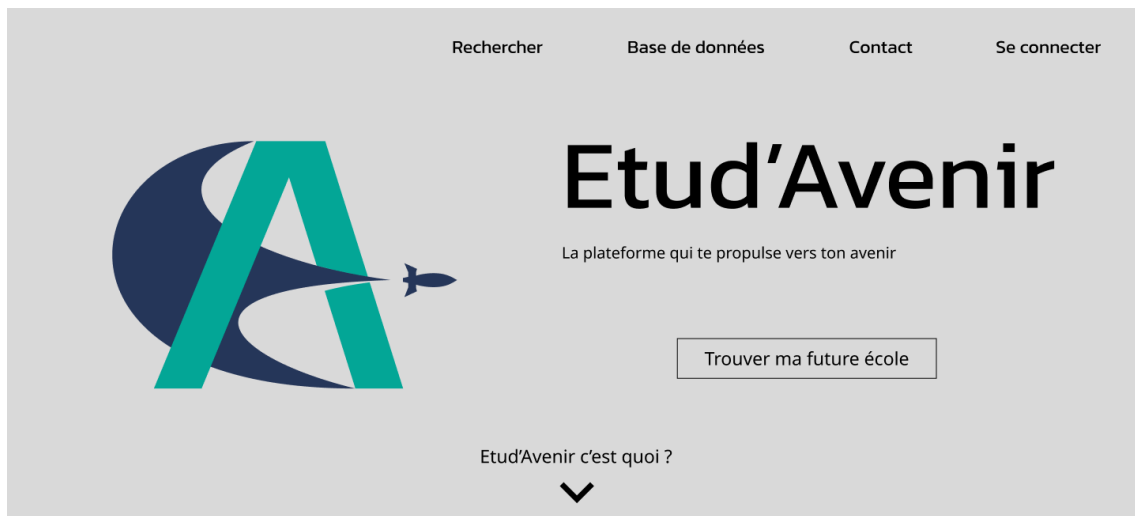 Rechercher Base de données Contact Se connecter
Etud’Avenir
La plateforme qui te propulse vers ton avenir
Trouver ma future école
Etud’Avenir c’est quoi ?